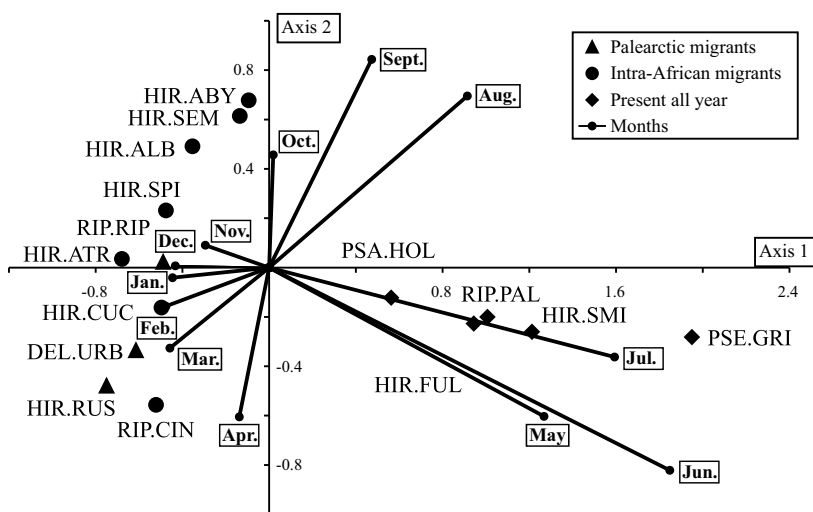 Axis 2
Sept.
Palearctic migrants
0.8
Intra-African migrants
HIR.ABY
Aug.
Present all year
HIR.SEM
Months
Oct.
HIR.ALB
0.4
HIR.SPI
RIP.RIP
Nov.
Dec.
PSA.HOL
HIR.ATR
Axis 1
Jan.
-0.8
0.8
1.6
2.4
RIP.PAL
HIR.CUC
HIR.SMI
Feb.
DEL.URB
Mar.
PSE.GRI
Jul.
-0.4
HIR.FUL
HIR.RUS
RIP.CIN
Apr.
May
-0.8
Jun.